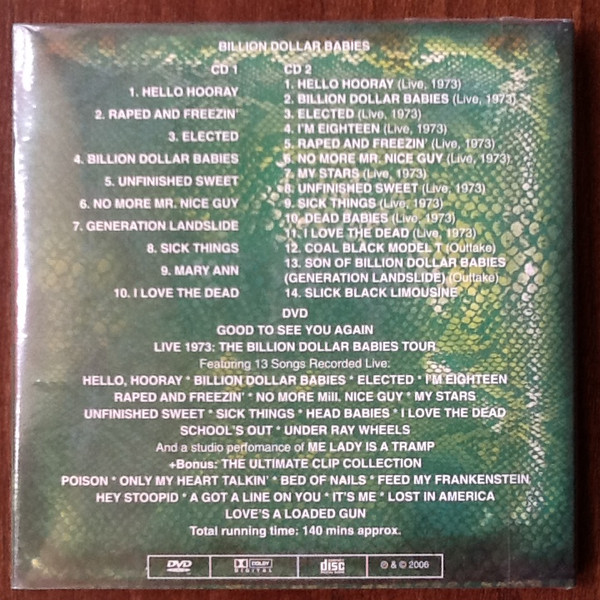 BILLION DOLLAR BABIES
CD 1
1. HELLO HOORAY
2. RAPED AND FREEZIN'
3. ELECTED
4. BILLION DOLLAR BABIES
5. UNFINISHED SWEET
6. NO MORE MR. NICE GUY
7. GENERATION LANDSLIDE
8. SICK THINGS
9. MARY ANN
10. I LOVE THE DEAD
CD 2
1. HELLO HOORAY (Live, 1973)
2. BILLION DOLLAR BABIES (Live, 1973)
3. ELECTED (Live, 1973)
4. I'M EIGHTEEN (Live, 1973)
5. RAPED AND FREEZIN' (Live, 1973)
6. NO MORE MR. NICE GUY (Live, 1973)
7. MY STARS (Live, 1973)
8. UNFINISHED SWEET (Live, 1973)
9. SICK THINGS (Live, 1973)
10. DEAD BABIES (Live, 1973)
11. I LOVE THE DEAD (Live, 1973)
12. COAL BLACK MODEL T (Outtake)
13. SON OF BILLION DOLLAR BABIES
(GENERATION LANDSLIDE) (Outtake)
14. SLICK BLACK LIMOUSINE
DVD
GOOD TO SEE YOU AGAIN
LIVE 1973: THE BILLION DOLLAR BABIES TOUR
Featuring 13 Songs Recorded Live:
HELLO, HOORAY * BILLION DOLLAR BABIES * ELECTED * I'M EIGHTEEN
RAPED AND FREEZIN' * NO MORE Mill. NICE GUY * MY STARS
UNFINISHED SWEET * SICK THINGS * HEAD BABIES * I LOVE THE DEAD
SCHOOL'S OUT * UNDER RAY WHEELS
And a studio perfomance of ME LADY IS A TRAMP
+Bonus: THE ULTIMATE CLIP COLLECTION
POISON * ONLY MY HEART TALKIN' * BED OF NAILS * FEED MY FRANKENSTEIN
HEY STOOPID * A GOT A LINE ON YOU * IT'S ME * LOST IN AMERICA
LOVE'S A LOADED GUN
Total running time: 140 mins approx.
DVD
DOLBY
DIGITAL
disc
℗ & © 2006